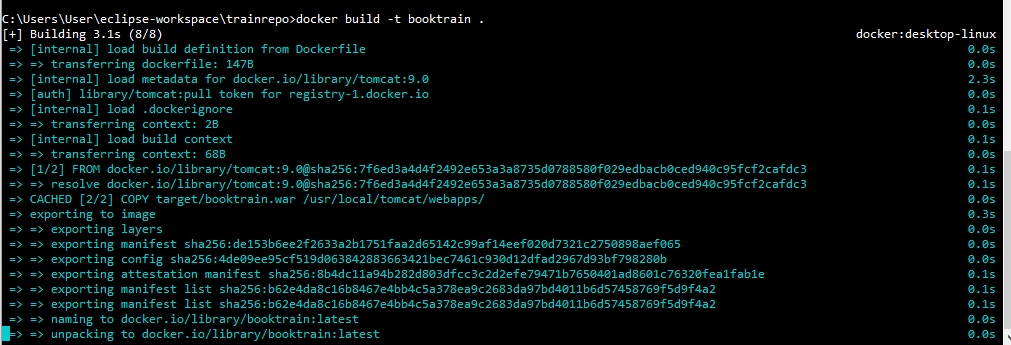 C:\Users\User\eclipse-workspace\trainrepo>docker build -t booktrain .
[+] Building 3.1s (8/8) docker:desktop-linux
=> [internal] load build definition from Dockerfile 0.0s
=> => transferring dockerfile: 147B 0.0s
=> [internal] load metadata for docker.io/library/tomcat:9.0 2.3s
=> [auth] library/tomcat:pull token for registry-1.docker.io 0.0s
=> [internal] load .dockerignore 0.1s
=> => transferring context: 2B 0.0s
=> [internal] load build context 0.1s
=> => transferring context: 68B 0.0s
=> [1/2] FROM docker.io/library/tomcat:9.0@sha256:7f6ed3a4d4f2492e653a3a8735d0788580f029edbacb0ced940c95fcf2cafdc3 0.1s
=> => resolve docker.io/library/tomcat:9.0@sha256:7f6ed3a4d4f2492e653a3a8735d0788580f029edbacb0ced940c95fcf2cafdc3 0.1s
=> CACHED [2/2] COPY target/booktrain.war /usr/local/tomcat/webapps/ 0.0s
=> exporting to image 0.3s
=> => exporting layers 0.0s
=> => exporting manifest sha256:de153b6ee2f2633a2b1751faa2d65142c99af14eef020d7321c2750898aef065 0.0s
=> => exporting config sha256:4de09ee95cf519d063842883663421bec7461c930d12dfad2967d93bf798280b 0.0s
=> => exporting attestation manifest sha256:8b4dc11a94b282d803dfcc3c2d2efe79471b7650401ad8601c76320fea1fab1e 0.1s
=> => exporting manifest list sha256:b62e4da8c16b8467e4bb4c5a378ea9c2683da97bd4011b6d57458769f5d9f4a2 0.1s
=> => exporting manifest list sha256:b62e4da8c16b8467e4bb4c5a378ea9c2683da97bd4011b6d57458769f5d9f4a2 0.1s
=> => naming to docker.io/library/booktrain:latest 0.0s
=> => unpacking to docker.io/library/booktrain:latest 0.0s